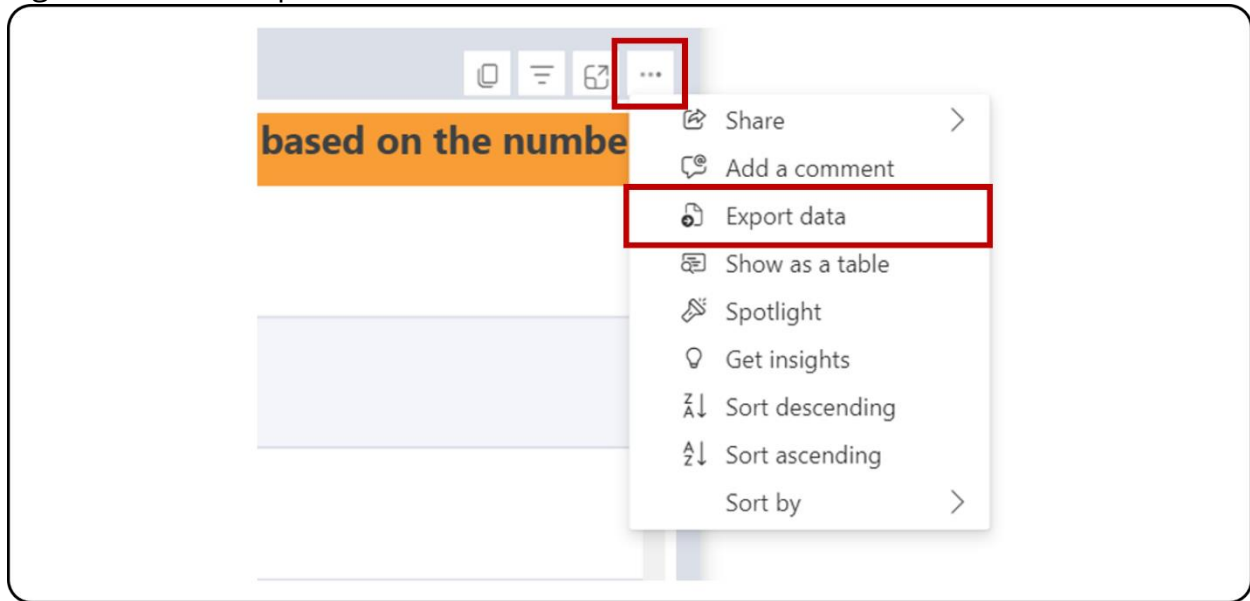 based on the numbe
Share
Add a comment
Export data
Show as a table
Spotlight
Get insights
Sort descending
Sort ascending
Sort by